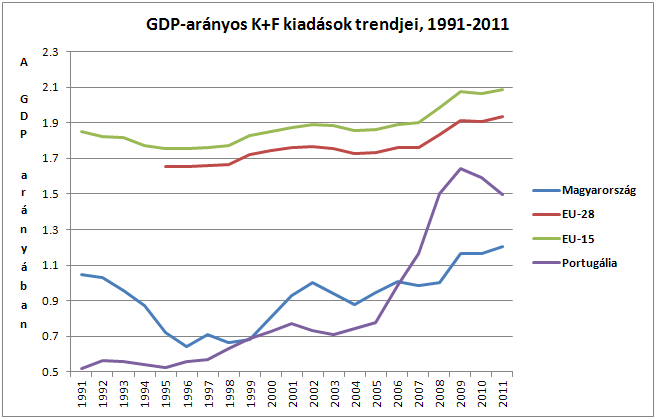 GDP-arányos K+F kiadások trendjei, 1991-2011
A GDP arányában
2.3
2.1
1.9
1.7
1.5
1.3
1.1
0.9
0.7
0.5
1991 1992 1993 1994 1995 1996 1997 1998 1999 2000 2001 2002 2003 2004 2005 2006 2007 2008 2009 2010 2011
Magyarország
EU-28
EU-15
Portugália